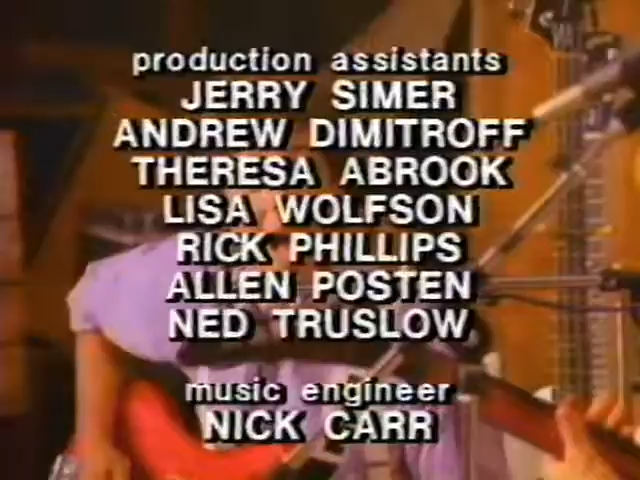 production assistants
JERRY SIMER
ANDREW DIMITROFF
THERESA ABROOK
LISA WOLFSON
RICK PHILLIPS
ALLEN POSTEN
NED TRUSLOW
music engineer
NICK CARR